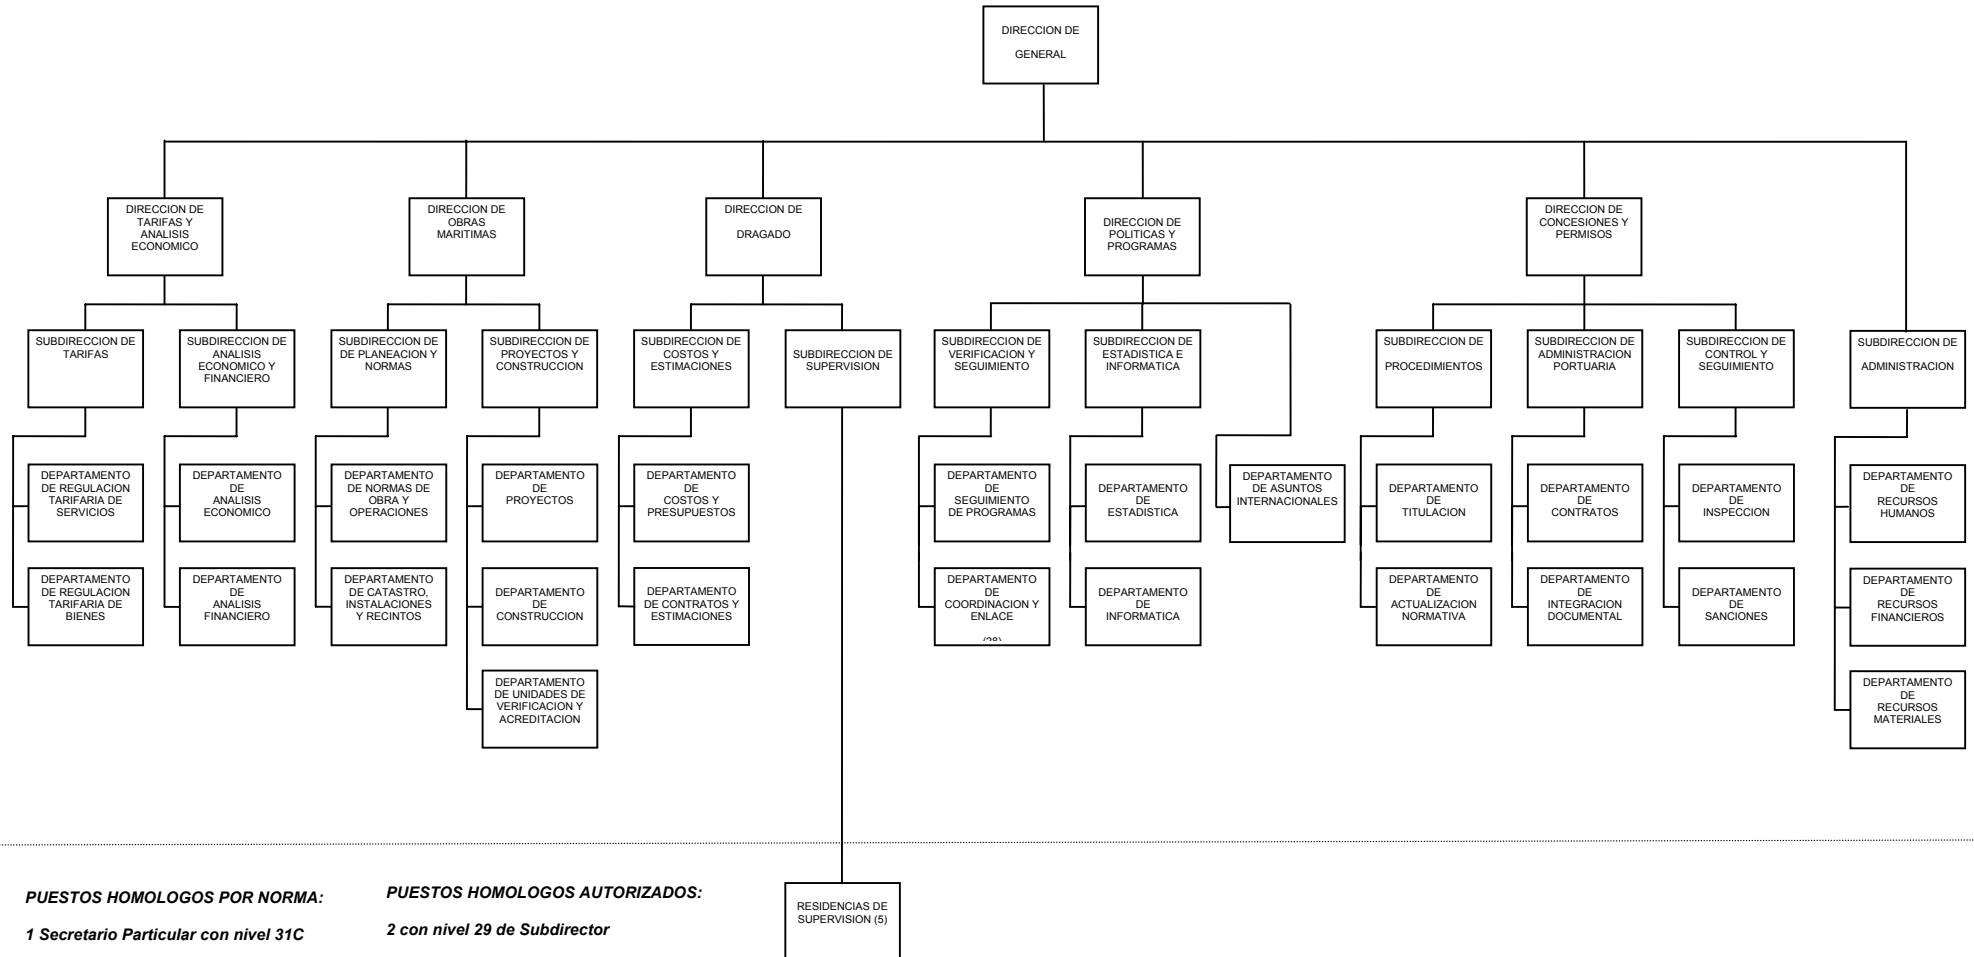 DIRECCION DE
GENERAL
DIRECCION DE
TARIFAS Y
ANALISIS
ECONOMICO
DIRECCION DE
OBRAS
MARITIMAS
DIRECCION DE
DRAGADO
DIRECCION DE
POLITICAS Y
PROGRAMAS
DIRECCION DE
CONCESIONES Y
PERMISOS
SUBDIRECCION DE
TARIFAS
SUBDIRECCION DE
ANALISIS
ECONOMICO Y
FINANCIERO
SUBDIRECCION DE
DE PLANEACION Y
NORMAS
SUBDIRECCION DE
PROYECTOS Y
CONSTRUCCION
SUBDIRECCION DE
COSTOS Y
ESTIMACIONES
SUBDIRECCION DE
SUPERVISION
SUBDIRECCION DE
VERIFICACION Y
SEGUIMIENTO
SUBDIRECCION DE
ESTADISTICA E
INFORMATICA
SUBDIRECCION DE
PROCEDIMIENTOS
SUBDIRECCION DE
ADMINISTRACION
PORTUARIA
SUBDIRECCION DE
CONTROL Y
SEGUIMIENTO
SUBDIRECCION DE
ADMINISTRACION
DEPARTAMENTO
DE REGULACION
TARIFARIA DE
SERVICIOS
DEPARTAMENTO
DE
ANALISIS
ECONOMICO
DEPARTAMENTO
DE NORMAS DE
OBRA Y
OPERACIONES
DEPARTAMENTO
DE
PROYECTOS
DEPARTAMENTO
DE
COSTOS Y
PRESUPUESTOS
DEPARTAMENTO
DE
SEGUIMIENTO
DE PROGRAMAS
DEPARTAMENTO
DE
ESTADISTICA
DEPARTAMENTO
DE ASUNTOS
INTERNACIONALES
DEPARTAMENTO
DE
TITULACION
DEPARTAMENTO
DE
CONTRATOS
DEPARTAMENTO
DE
INSPECCION
DEPARTAMENTO
DE
RECURSOS
HUMANOS
DEPARTAMENTO
DE REGULACION
TARIFARIA DE
BIENES
DEPARTAMENTO
DE
ANALISIS
FINANCIERO
DEPARTAMENTO
DE CATASTRO,
INSTALACIONES
Y RECINTOS
DEPARTAMENTO
DE
CONSTRUCCION
DEPARTAMENTO
DE CONTRATOS Y
ESTIMACIONES
DEPARTAMENTO
DE
COORDINACION Y
ENLACE
DEPARTAMENTO
DE
INFORMATICA
DEPARTAMENTO
DE
ACTUALIZACION
NORMATIVA
DEPARTAMENTO
DE
INTEGRACION
DOCUMENTAL
DEPARTAMENTO
DE
SANCIONES
DEPARTAMENTO
DE
RECURSOS
FINANCIEROS
DEPARTAMENTO
DE UNIDADES DE
VERIFICACION Y
ACREDITACION
DEPARTAMENTO
DE
RECURSOS
MATERIALES
PUESTOS HOMOLOGOS POR NORMA:
1 Secretario Particular con nivel 31C
PUESTOS HOMOLOGOS AUTORIZADOS:
2 con nivel 29 de Subdirector
RESIDENCIAS DE
SUPERVISION (5)